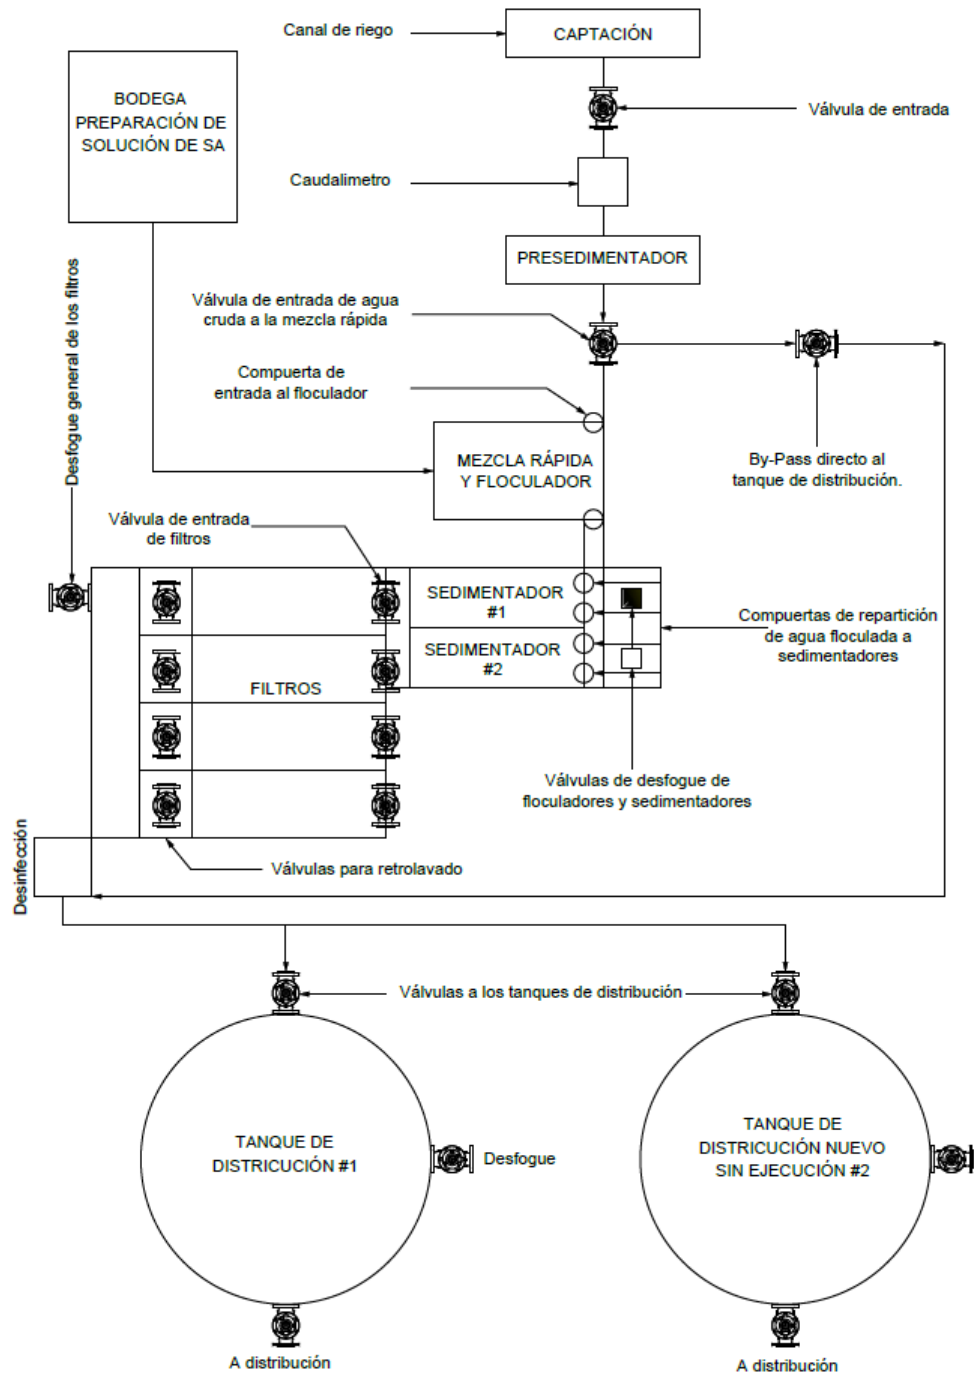 Canal de riego
CAPTACIÓN
BODEGA
PREPARACIÓN DE
SOLUCIÓN DE SA
Válvula de entrada
Caudalimetro
PRESEDIMENTADOR
Desfogue general de los filtros
Válvula de entrada de agua
cruda a la mezcla rápida
Compuerta de
entrada al floculador
MEZCLA RÁPIDA
Y FLOCULADOR
By-Pass directo al
tanque de distribución.
Válvula de entrada
de filtros
SEDIMENTADOR
#1
SEDIMENTADOR
#2
Compuertas de repartición
de agua floculada a
sedimentadores
FILTROS
Válvulas de desfogue de
floculadores y sedimentadores
Desinfección
Válvulas para retrolavado
Válvulas a los tanques de distribución
TANQUE DE
DISTRICUCIÓN #1
Desfogue
TANQUE DE
DISTRICUCIÓN NUEVO
SIN EJECUCIÓN #2
A distribución
A distribución